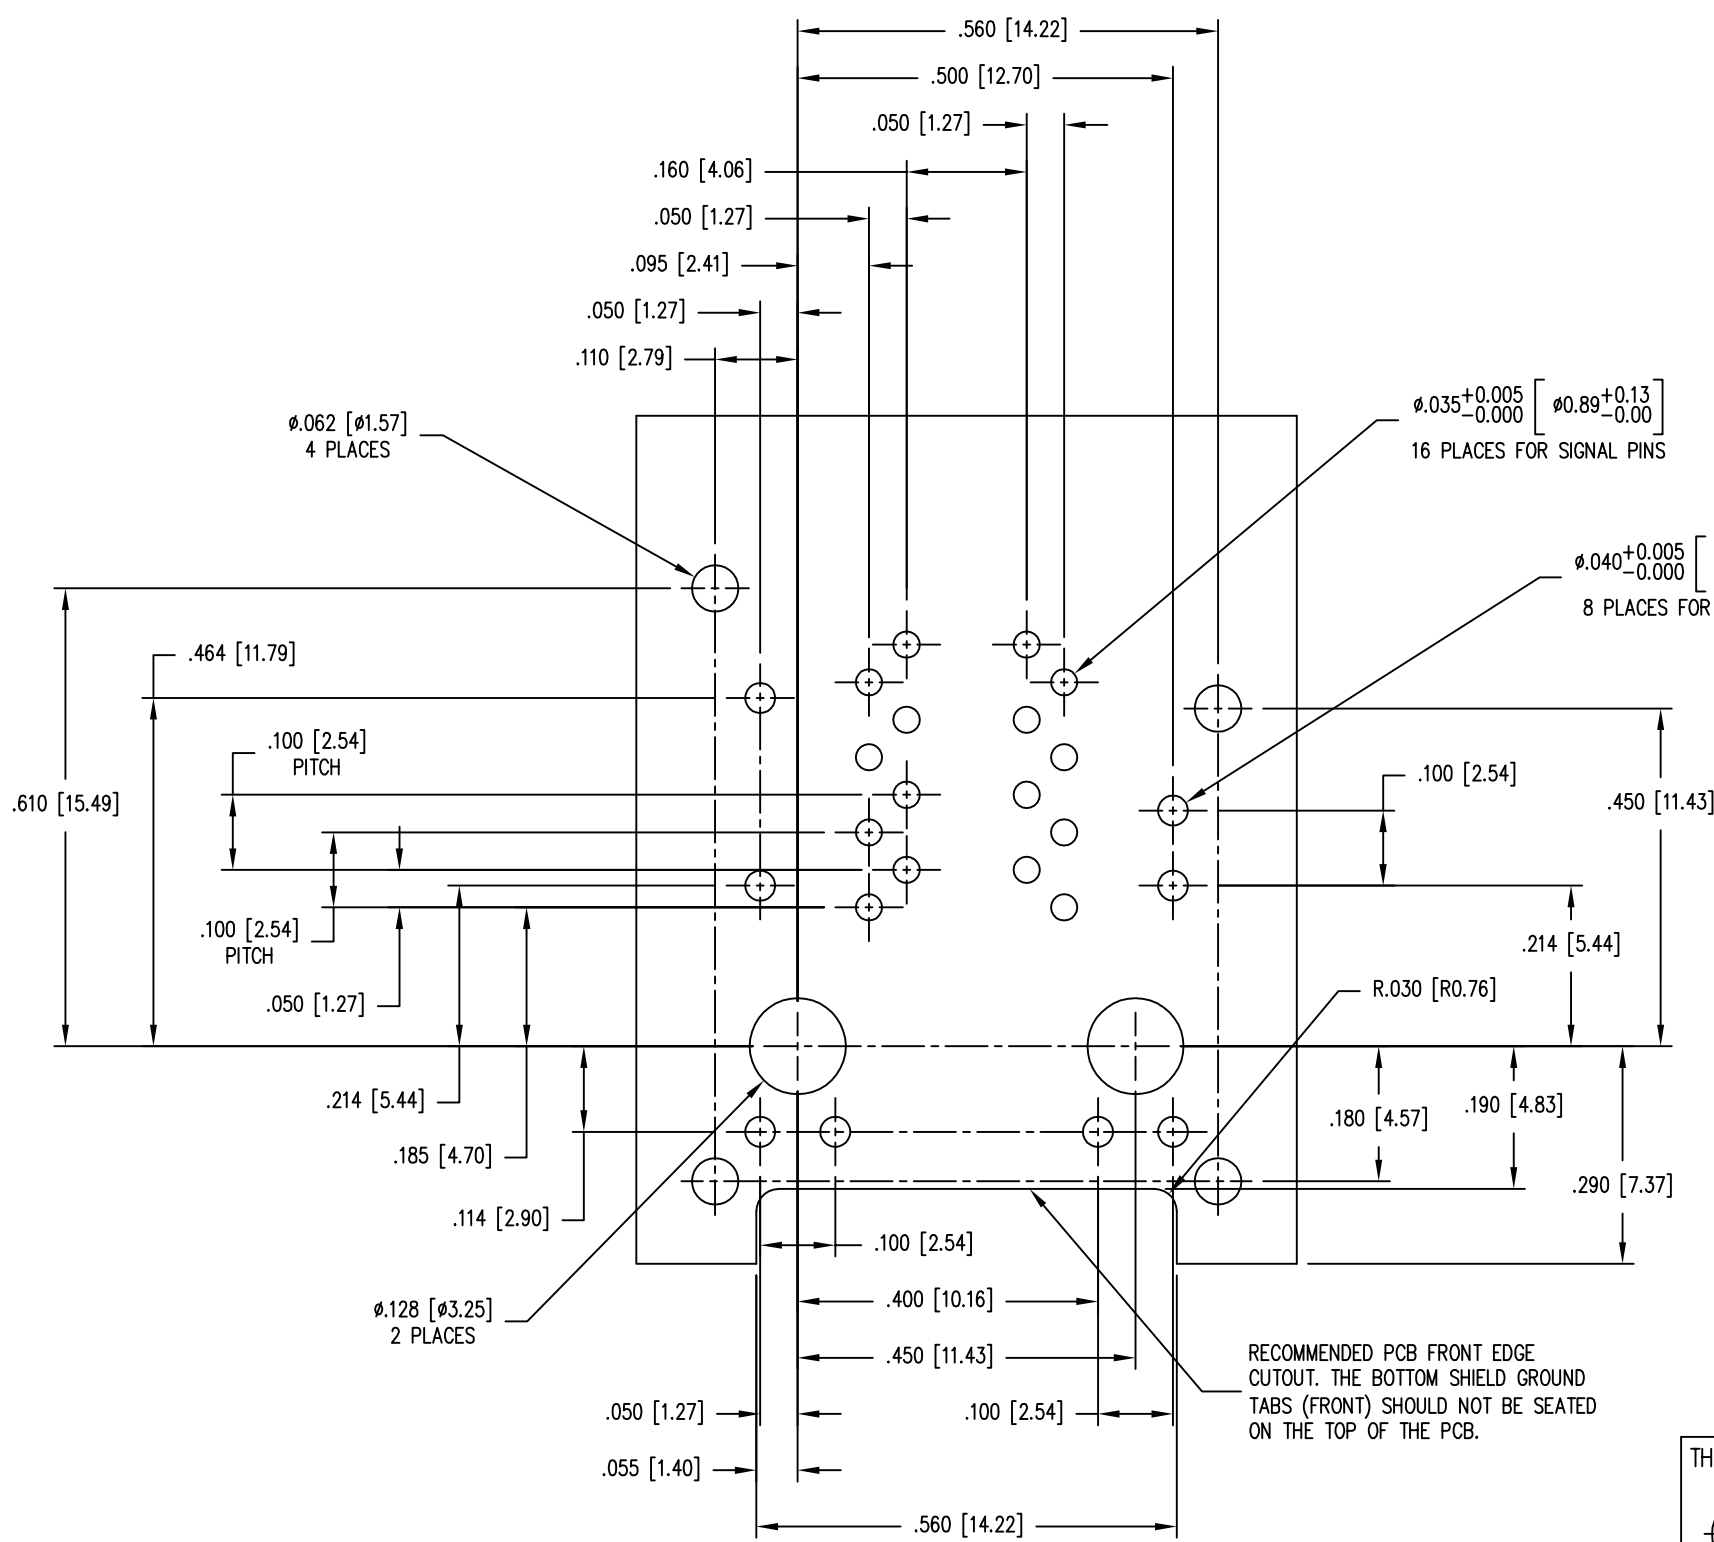 .560 [14.22]
.500 [12.70]
.050 [1.27]
.160 [4.06]
.050 [1.27]
.095 [2.41]
.050 [1.27]
.110 [2.79]
ø.062 [ø1.57]
4 PLACES
ø.035+0.005 -0.000 [ø0.89+0.13 -0.00]
16 PLACES FOR SIGNAL PINS
ø.040+0.005 -0.000 [
8 PLACES FOR
.464 [11.79]
.100 [2.54]
PITCH
.610 [15.49]
.100 [2.54]
.450 [11.43]
.100 [2.54]
PITCH
.214 [5.44]
.050 [1.27]
R.030 [R0.76]
.214 [5.44]
.180 [4.57]
.190 [4.83]
.185 [4.70]
.290 [7.37]
.114 [2.90]
.100 [2.54]
ø.128 [ø3.25]
2 PLACES
.400 [10.16]
.450 [11.43]
RECOMMENDED PCB FRONT EDGE
CUTOUT. THE BOTTOM SHIELD GROUND
TABS (FRONT) SHOULD NOT BE SEATED
ON THE TOP OF THE PCB.
.050 [1.27]
.100 [2.54]
.055 [1.40]
.560 [14.22]